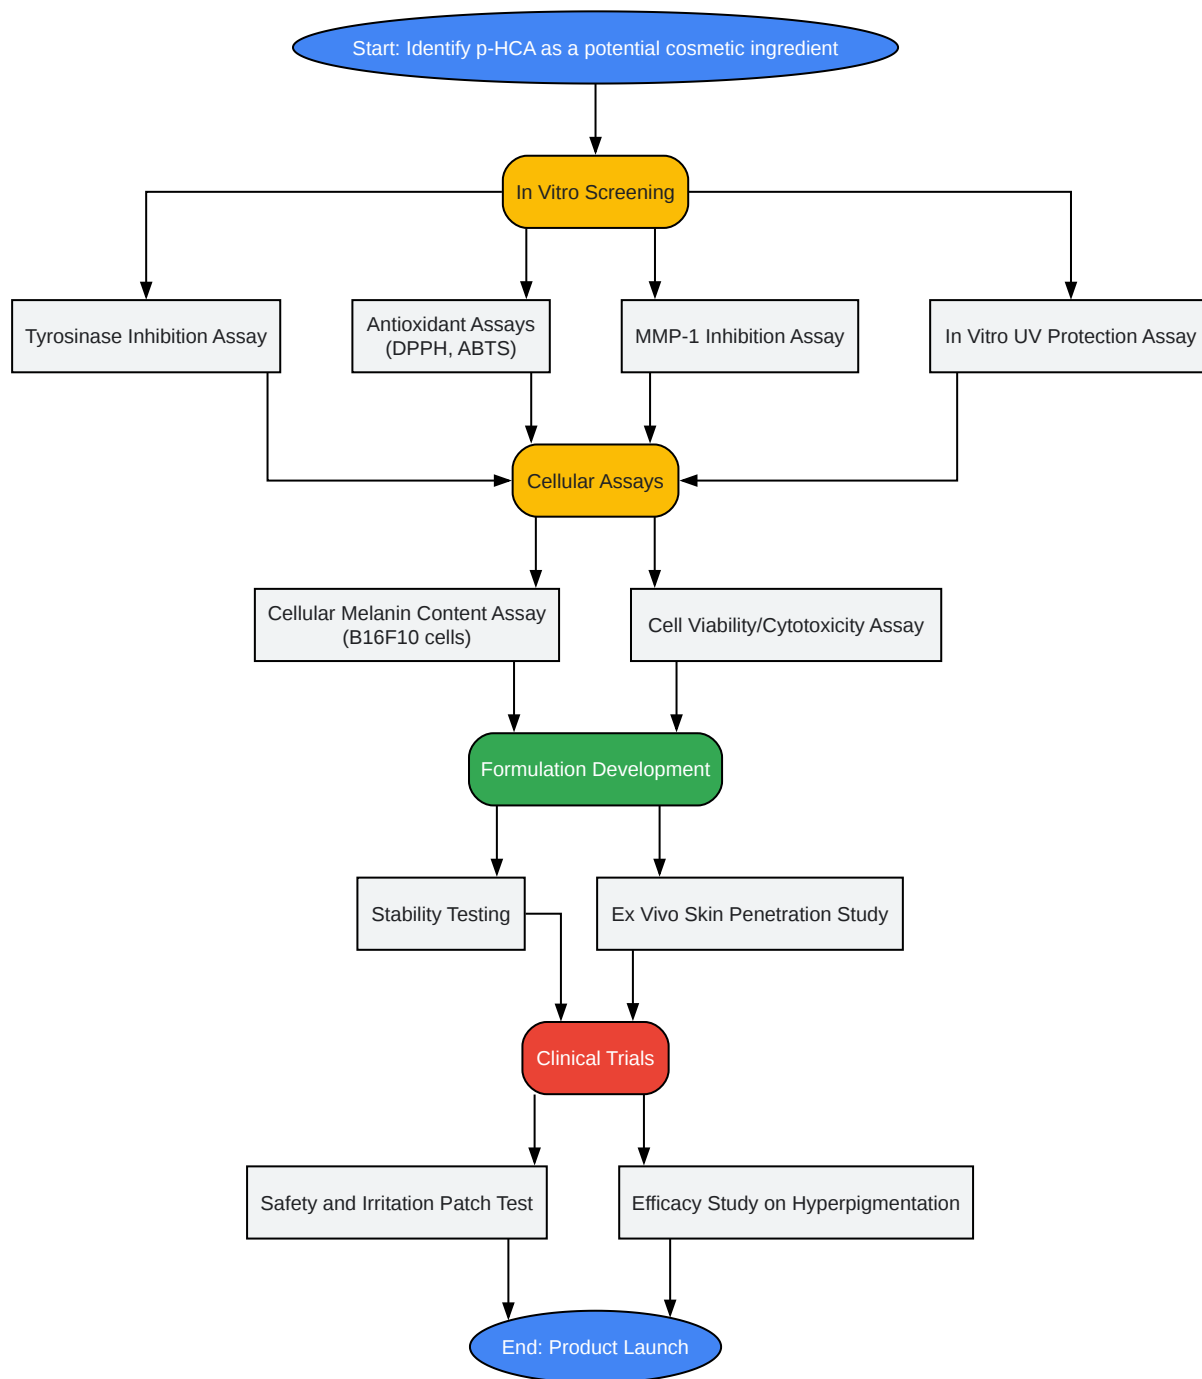 Start: Identify p-HCA as a potential cosmetic ingredient
In Vitro Screening
Tyrosinase Inhibition Assay
Antioxidant Assays
(DPPH, ABTS)
MMP-1 Inhibition Assay
In Vitro UV Protection Assay
Cellular Assays
Cellular Melanin Content Assay
(B16F10 cells)
Cell Viability/Cytotoxicity Assay
Formulation Development
Stability Testing
Ex Vivo Skin Penetration Study
Clinical Trials
Safety and Irritation Patch Test
Efficacy Study on Hyperpigmentation
End: Product Launch